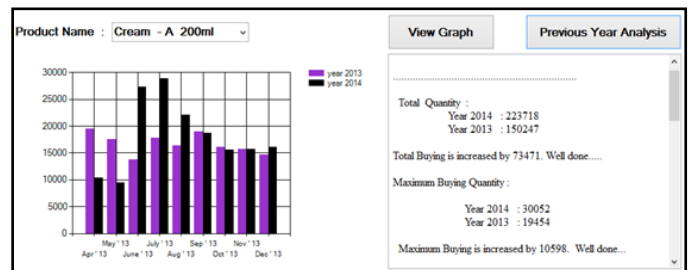 Product Name : Cream - A 200ml
View Graph
Previous Year Analysis
year 2013
year 2014
30000
25000
20000
15000
10000
5000
0
May ' 13 July ' 13 Sep ' 13 Nov ' 13
Apr ' 13 June ' 13 Aug ' 13 Oct ' 13 Dec ' 13
................................................................................
Total Quantity :
Year 2014 : 223718
Year 2013 : 150247
Total Buying is increased by 73471. Well done.....
Maximum Buying Quantity :
Year 2014 : 30052
Year 2013 : 19454
Maximum Buying is increased by 10598. Well done...